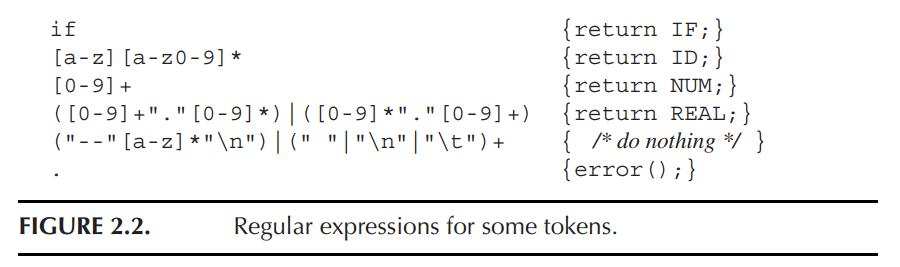 if {return IF;}
[a-z][a-z0-9]* {return ID;}
[0-9]+ {return NUM;}
([0-9]+"."[0-9]*)|([0-9]*"."[0-9]+) {return REAL;}
("--"[a-z]*"\n")|(" "|"\n"|"\t")+ { /* do nothing */ }
. {error();}
FIGURE 2.2. Regular expressions for some tokens.